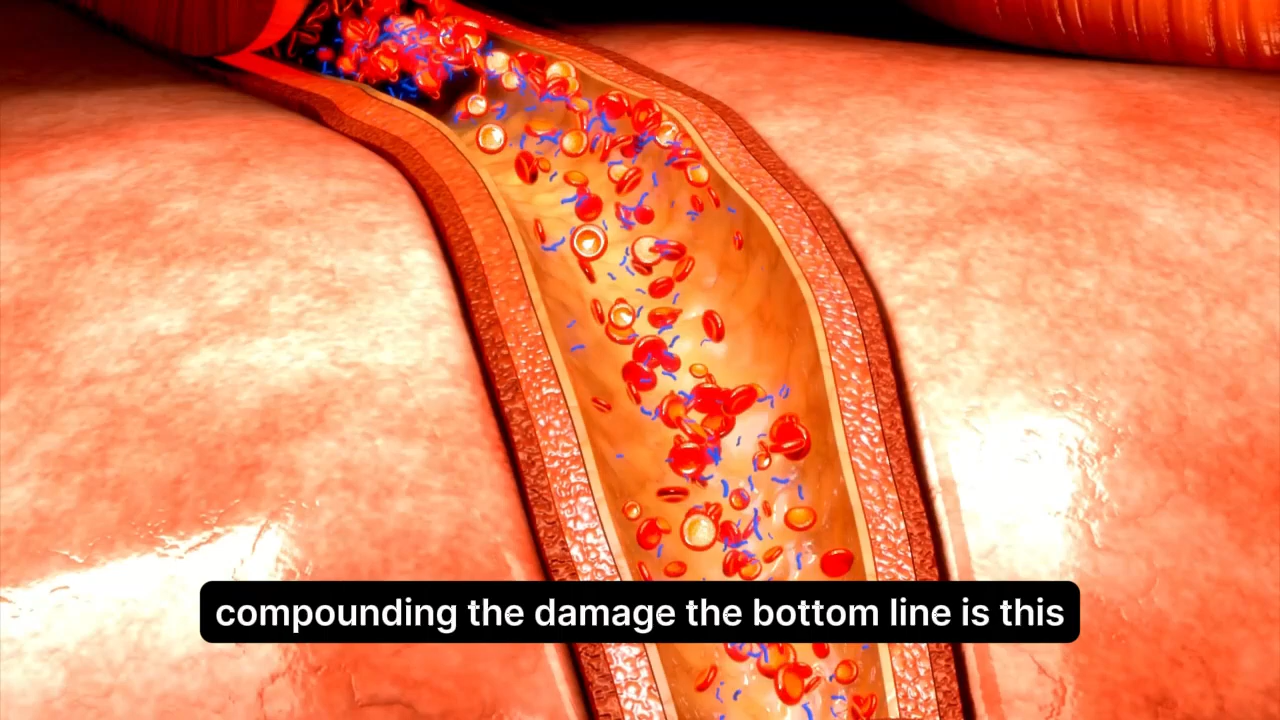 compounding the damage the bottom line is this